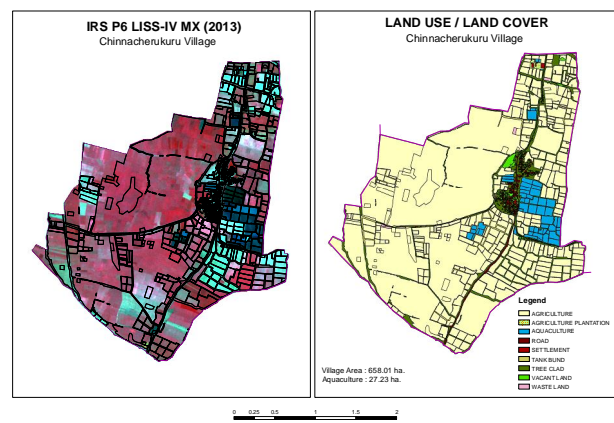 IRS P6 LISS-IV MX (2013)
Chinnacherukuru Village
LAND USE / LAND COVER
Chinnacherukuru Village
Legend
AGRICULTURE
AGRICULTURE PLANTATION
AQUACULTURE
ROAD
SETTLEMENT
TANK BUND
TREE CLAD
VACANT LAND
WASTE LAND
Village Area : 658.01 ha.
Aquaculture : 27.23 ha.
0 0.25 0.5 1 1.5 2